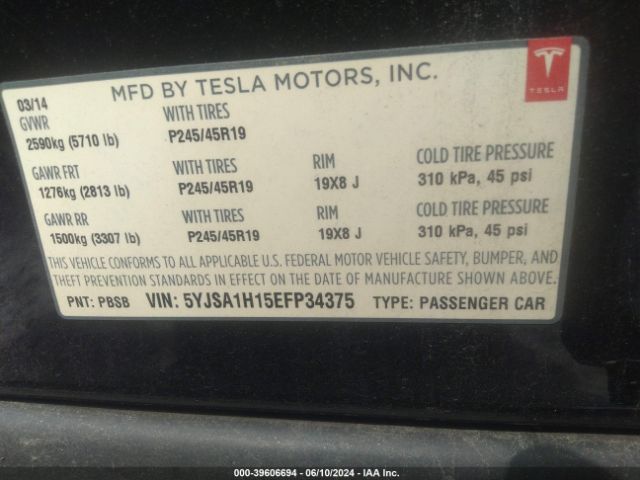 MFD BY TESLA MOTORS, INC.
TESLA
03/14
GVWR WITH TIRES
2590kg (5710 lb) P245/45R19
GAWR FRT WITH TIRES RIM COLD TIRE PRESSURE
1276kg (2813 lb) P245/45R19 19X8 J 310 kPa, 45 psi
GAWR RR WITH TIRES RIM COLD TIRE PRESSURE
1500kg (3307 lb) P245/45R19 19X8 J 310 kPa, 45 psi
THIS VEHICLE CONFORMS TO ALL APPLICABLE U.S. FEDERAL MOTOR VEHICLE SAFETY, BUMPER, AND
THEFT PREVENTION STANDARDS IN EFFECT ON THE DATE OF MANUFACTURE SHOWN ABOVE.
PNT: PBSB VIN: 5YJSA1H15EFP34375 TYPE: PASSENGER CAR
000-39606694 - 06/10/2024 - IAA Inc.